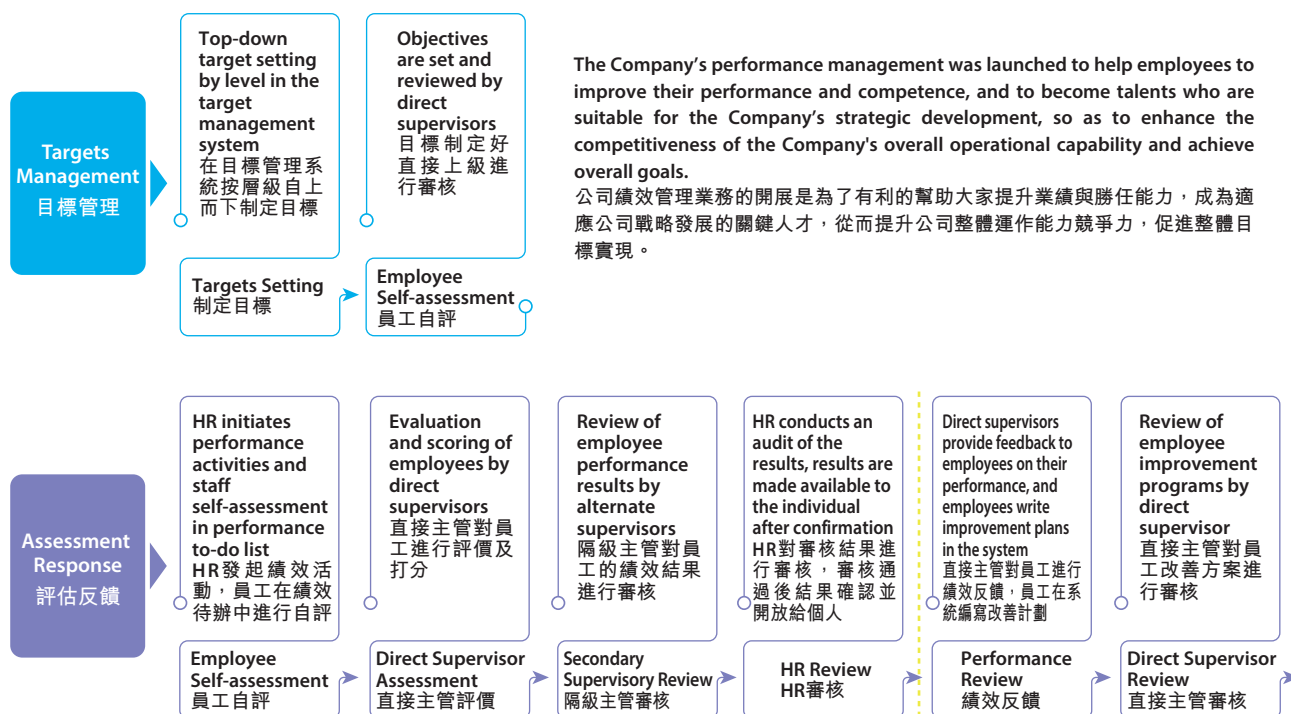 Targets
Management
目標管理
Top-down
target setting
by level in the
target
management
system
在目標管理系
統按層級自上
而下制定目標
Targets Setting
制定目標
Objectives
are set and
reviewed by
direct
supervisors
目標制定好
直接上級進
行審核
Employee
Self-assessment
員工自評
The Company’s performance management was launched to help employees to
improve their performance and competence, and to become talents who are
suitable for the Company’s strategic development, so as to enhance the
competitiveness of the Company's overall operational capability and achieve
overall goals.
公司績效管理業務的開展是為了有利的幫助大家提升業績與勝任能力，成為適
應公司戰略發展的關鍵人才，從而提升公司整體運作能力競爭力，促進整體目
標實現。
Assessment
Response
評估反饋
HR initiates
performance
activities and
staff
self-assessment
in performance
to-do list
HR發起績效活
動，員工在績效
待辦中進行自評
Employee
Self-assessment
員工自評
Evaluation
and scoring of
employees by
direct
supervisors
直接主管對員
工進行評價及
打分
Direct Supervisor
Assessment
直接主管評價
Review of
employee
performance
results by
alternate
supervisors
隔級主管對員
工的績效結果
進行審核
Secondary
Supervisory Review
隔級主管審核
HR conducts an
audit of the
results, results are
made available to
the individual
after confirmation
HR對審核結果進
行審核，審核通
過後結果確認並
開放給個人
HR Review
HR審核
Direct supervisors
provide feedback to
employees on their
performance, and
employees write
improvement plans
in the system
直接主管對員工進行
績效反饋，員工在系
統編寫改善計劃
Performance
Review
績效反饋
Review of
employee
improvement
programs by
direct
supervisor
直接主管對員
工改善方案進
行審核
Direct Supervisor
Review
直接主管審核